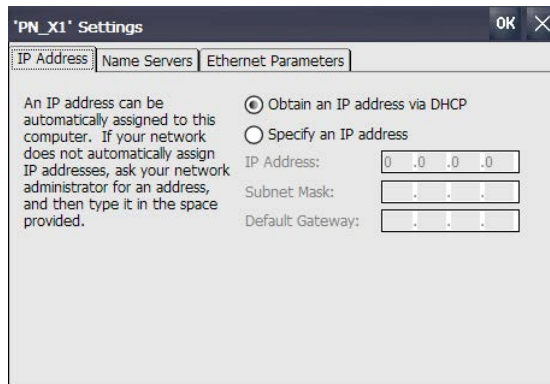 'PN_X1' Settings
OK
IP Address Name Servers Ethernet Parameters
An IP address can be
automatically assigned to this
computer. If your network
does not automatically assign
IP addresses, ask your network
administrator for an address,
and then type it in the space
provided.
Obtain an IP address via DHCP
Specify an IP address
IP Address: 0 .0 .0 .0
Subnet Mask: . . .
Default Gateway: . . .